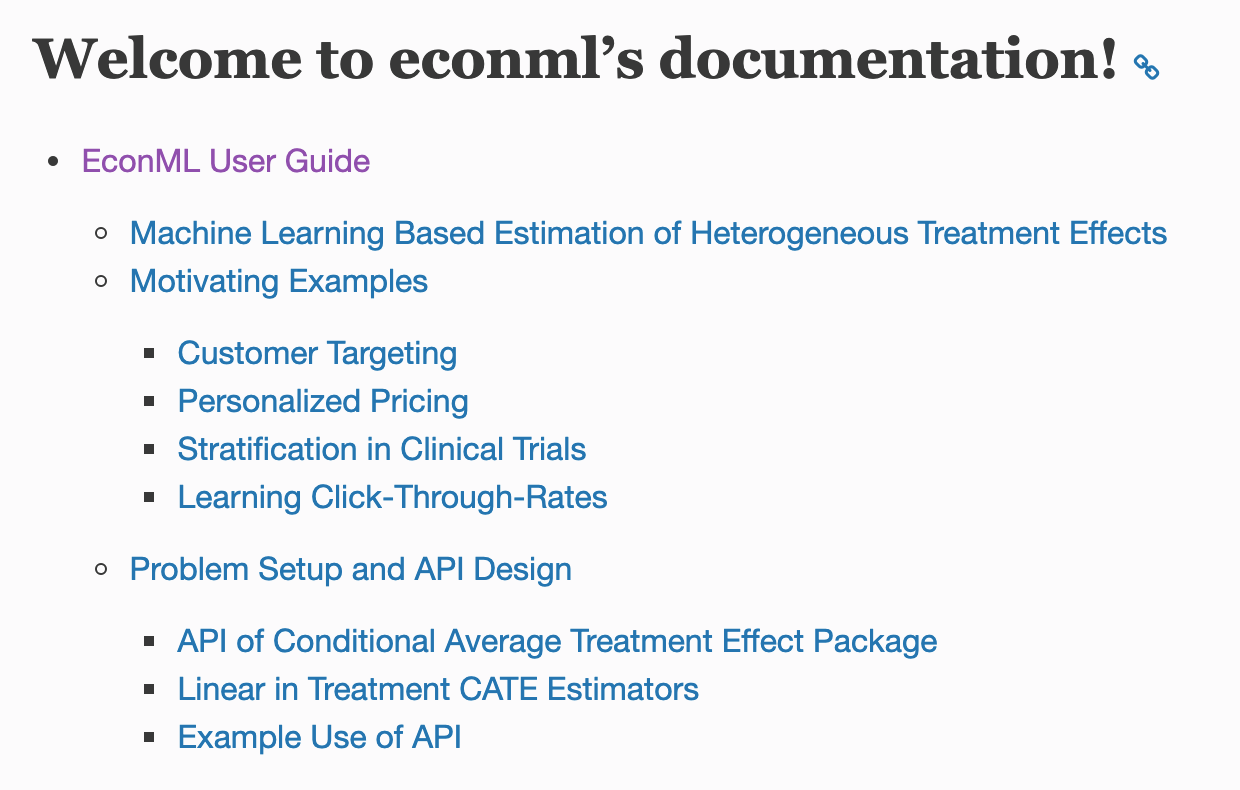 Welcome to econml’s documentation!
EconML User Guide
Machine Learning Based Estimation of Heterogeneous Treatment Effects
Motivating Examples
Customer Targeting
Personalized Pricing
Stratification in Clinical Trials
Learning Click-Through-Rates
Problem Setup and API Design
API of Conditional Average Treatment Effect Package
Linear in Treatment CATE Estimators
Example Use of API